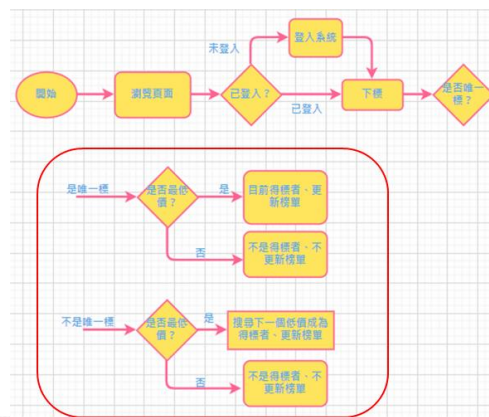 登入系統
未登入
開始
瀏覽頁面
已登入？
已登入
下標
是否唯一
標？
是唯一標
是否最低
價？
是
目前得標者、更
新榜單
否
不是得標者、不
更新榜單
不是唯一標
是否最低
價？
是
搜尋下一個低價成為
得標者、更新榜單
否
不是得標者、不
更新榜單